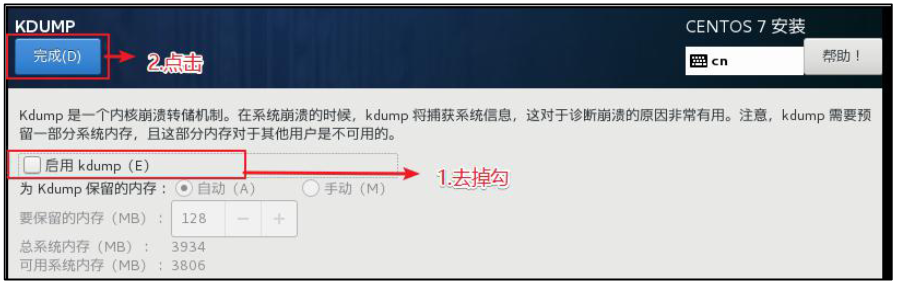 KDUMP
CENTOS 7 安装
完成(D)
2.点击
cn
帮助！
Kdump 是一个内核崩溃转储机制。在系统崩溃的时候，kdump 将捕获系统信息，这对于诊断崩溃的原因非常有用。注意，kdump 需要预
留一部分系统内存，且这部分内存对于其他用户是不可用的。
启用 kdump（E）
1.去掉勾
为 Kdump 保留的内存： 自动（A） 手动（M）
要保留的内存（MB）： 128 － ＋
总系统内存（MB）： 3934
可用系统内存（MB）： 3806